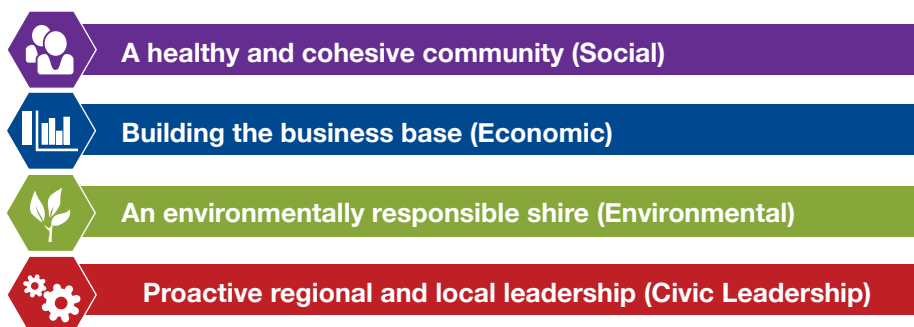 A healthy and cohesive community (Social)
Building the business base (Economic)
An environmentally responsible shire (Environmental)
Proactive regional and local leadership (Civic Leadership)